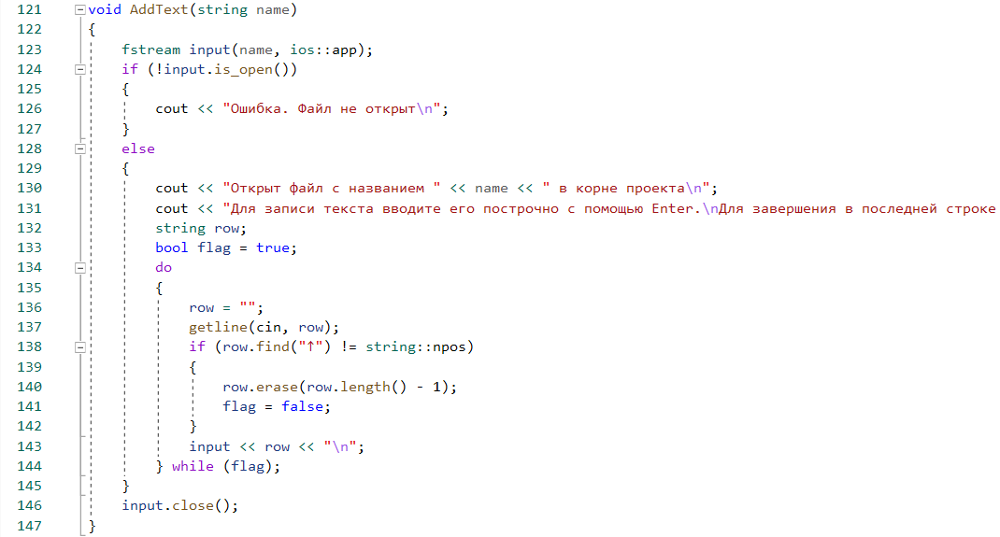 121 void AddText(string name)
122 {
123 fstream input(name, ios::app);
124 if (!input.is_open())
125 {
126 cout << "Ошибка. Файл не открыт\n";
127 }
128 else
129 {
130 cout << "Открыт файл с названием " << name << " в корне проекта\n";
131 cout << "Для записи текста вводите его построчно с помощью Enter.\nДля завершения в последней строке
132 string row;
133 bool flag = true;
134 do
135 {
136 row = "";
137 getline(cin, row);
138 if (row.find("↑") != string::npos)
139 {
140 row.erase(row.length() - 1);
141 flag = false;
142 }
143 input << row << "\n";
144 } while (flag);
145 }
146 input.close();
147 }